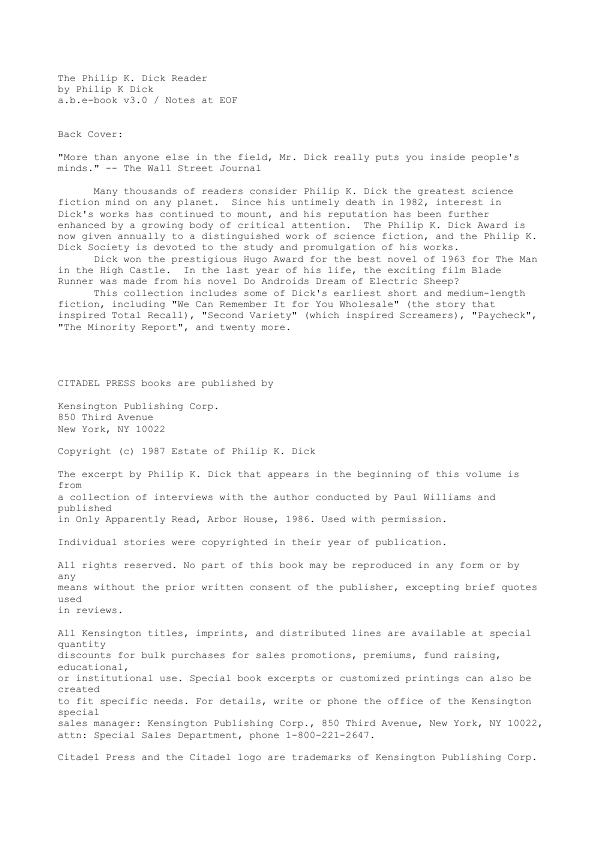 The Philip K. Dick Reader
by Philip K Dick
a.b.e-book v3.0 / Notes at EOF
Back Cover:
"More than anyone else in the field, Mr. Dick really puts you inside people's
minds." -- The Wall Street Journal
Many thousands of readers consider Philip K. Dick the greatest science
fiction mind on any planet.  Since his untimely death in 1982, interest in
Dick's works has continued to mount, and his reputation has been further
enhanced by a growing body of critical attention.  The Philip K. Dick Award is
now given annually to a distinguished work of science fiction, and the Philip K.
Dick Society is devoted to the study and promulgation of his works.
Dick won the prestigious Hugo Award for the best novel of 1963 for The Man
in the High Castle.  In the last year of his life, the exciting film Blade
Runner was made from his novel Do Androids Dream of Electric Sheep?
This collection includes some of Dick's earliest short and medium-length
fiction, including "We Can Remember It for You Wholesale" (the story that
inspired Total Recall), "Second Variety" (which inspired Screamers), "Paycheck",
"The Minority Report", and twenty more.
CITADEL PRESS books are published by
Kensington Publishing Corp.
850 Third Avenue
New York, NY 10022
Copyright (c) 1987 Estate of Philip K. Dick
The excerpt by Philip K. Dick that appears in the beginning of this volume is
from
a collection of interviews with the author conducted by Paul Williams and
published
in Only Apparently Read, Arbor House, 1986. Used with permission.
Individual stories were copyrighted in their year of publication.
All rights reserved. No part of this book may be reproduced in any form or by
any
means without the prior written consent of the publisher, excepting brief quotes
used
in reviews.
All Kensington titles, imprints, and distributed lines are available at special
quantity
discounts for bulk purchases for sales promotions, premiums, fund raising,
educational,
or institutional use. Special book excerpts or customized printings can also be
created
to fit specific needs. For details, write or phone the office of the Kensington
special
sales manager: Kensington Publishing Corp., 850 Third Avenue, New York, NY 10022,
attn: Special Sales Department, phone 1-800-221-2647.
Citadel Press and the Citadel logo are trademarks of Kensington Publishing Corp.